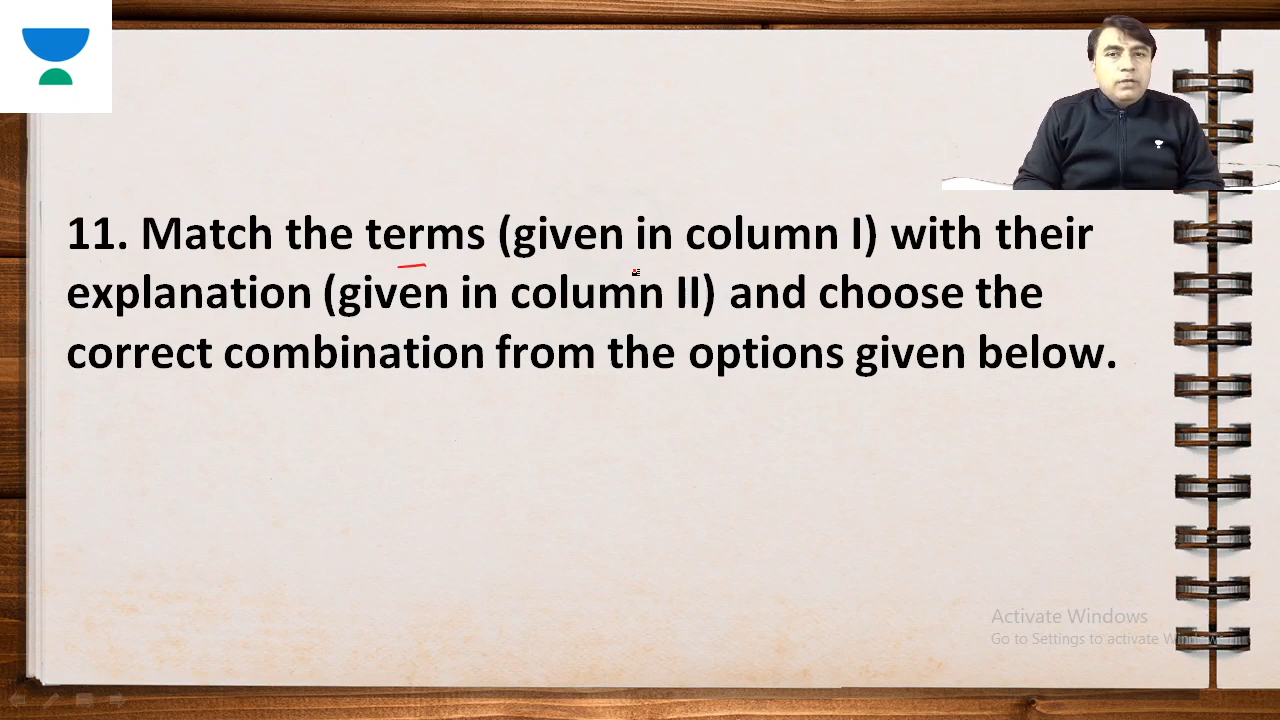 11. Match the terms (given in column I) with their
explanation (given in column II) and choose the
correct combination from the options given below.
Activate Windows
Go to Settings to activate Windows.